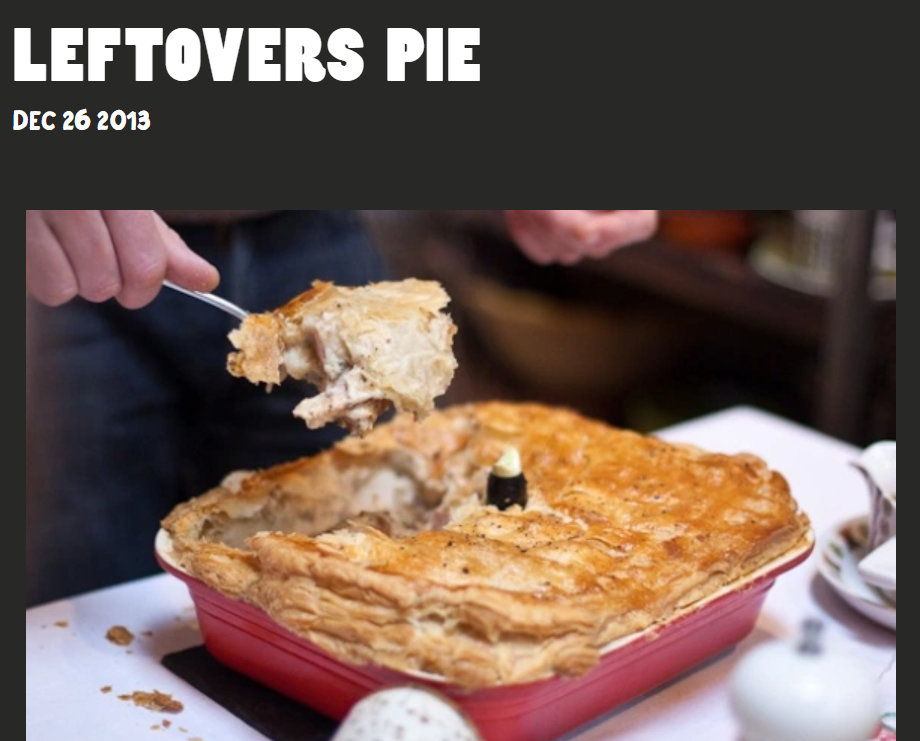 LEFTOVERS PIE
DEC 26 2013